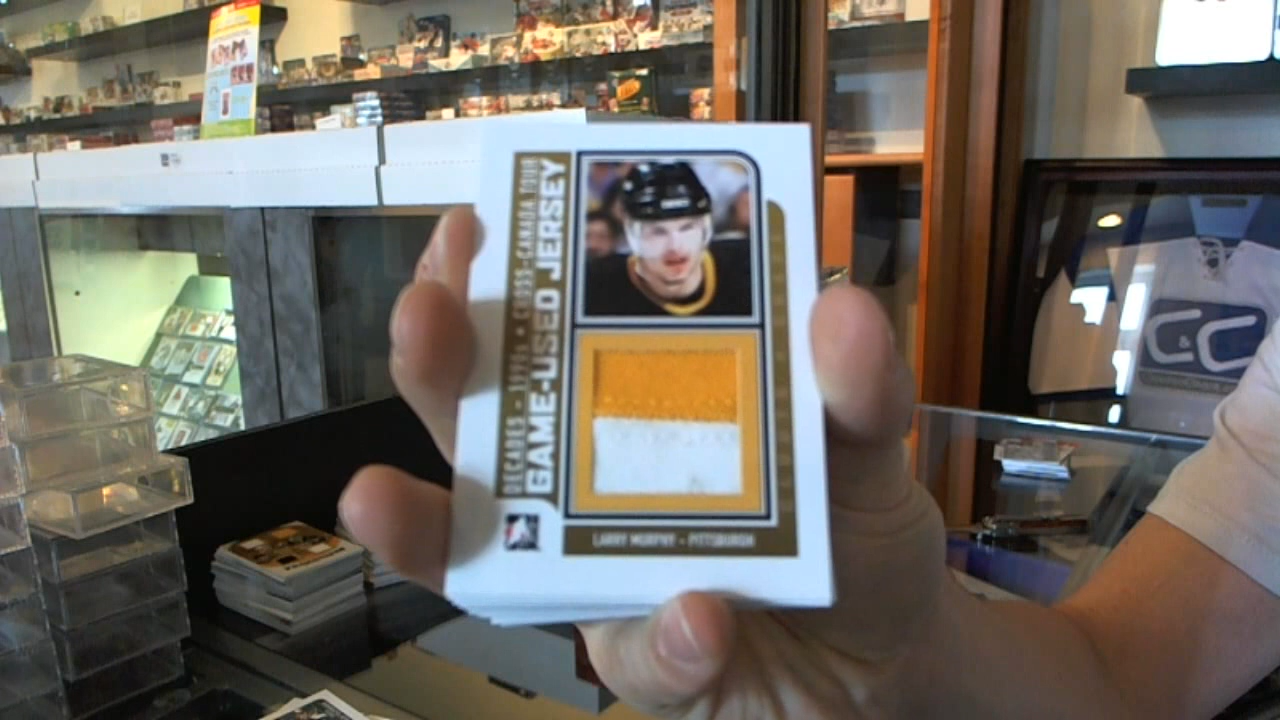 DECADES • 1990s • CROSS-CANADA TOUR
GAME-USED JERSEY
LARRY MURPHY - PITTSBURGH
C&C